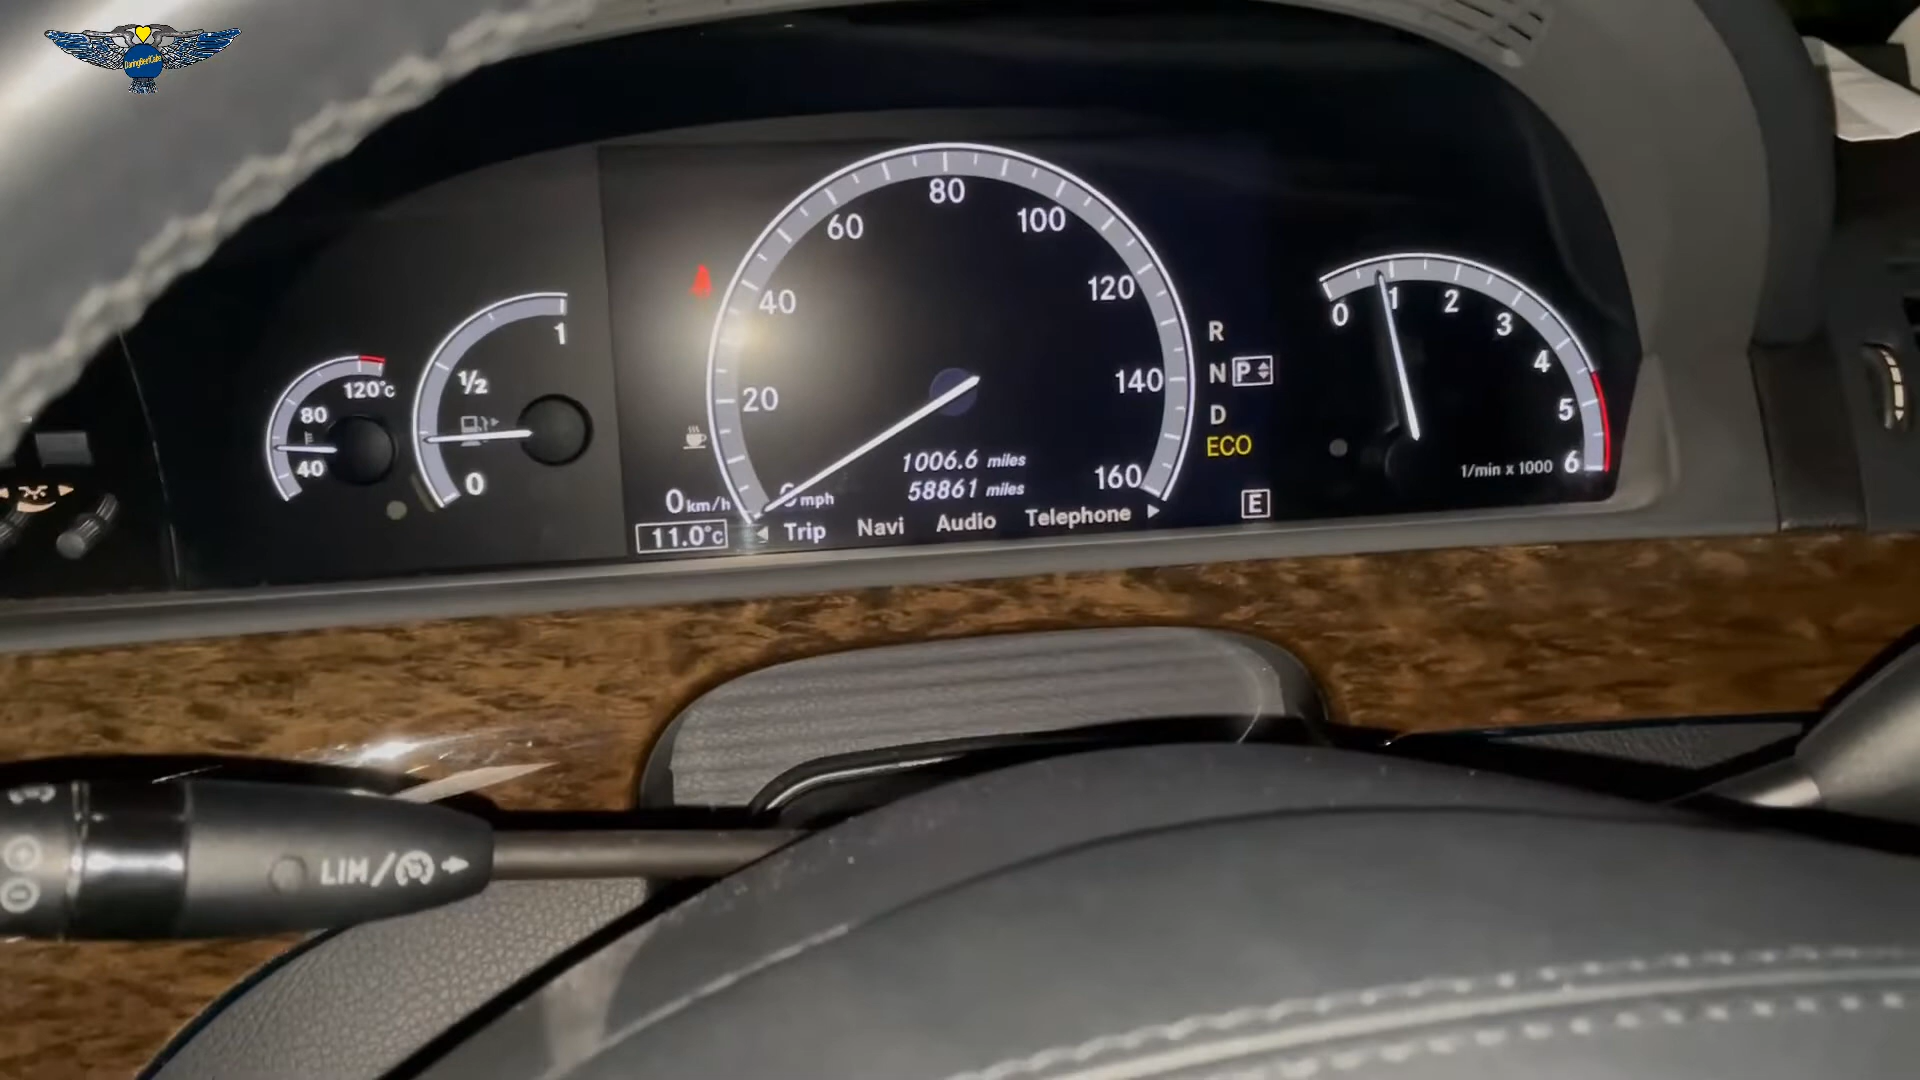 DaringBeefCake
120°c
80
40
1
1/2
0
20
40
60
80
100
120
140
160
1006.6 miles
58861 miles
0 km/h
mph
11.0°c
Trip Navi Audio Telephone
R
N P
D
ECO
E
0 1 2 3 4 5 6
1/min x 1000
LIM/